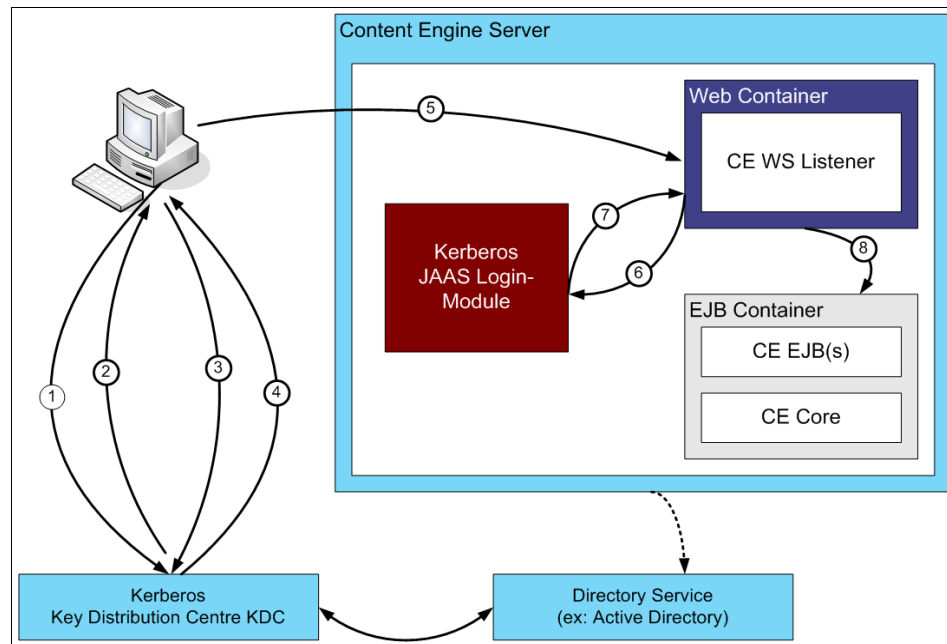 Content Engine Server
Web Container
CE WS Listener
5
7
Kerberos
JAAS Login-
Module
6
8
EJB Container
CE EJB(s)
CE Core
1
2
3
4
Kerberos
Key Distribution Centre KDC
Directory Service
(ex: Active Directory)